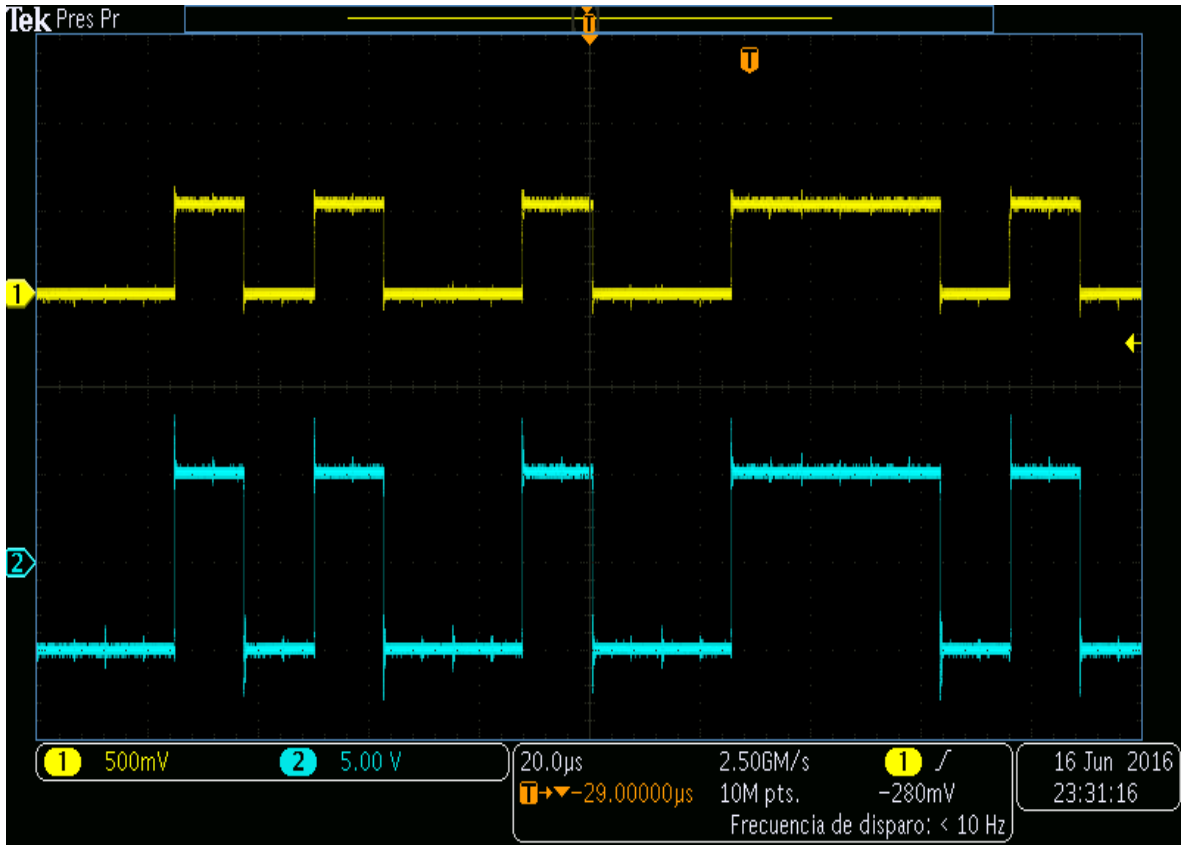 Tek Pres Pr
T
T
1
2
1 500mV 2 5.00 V
20.0µs 2.50GM/s 1
T→▼-29.00000µs 10M pts. -280mV
Frecuencia de disparo: < 10 Hz
16 Jun 2016
23:31:16